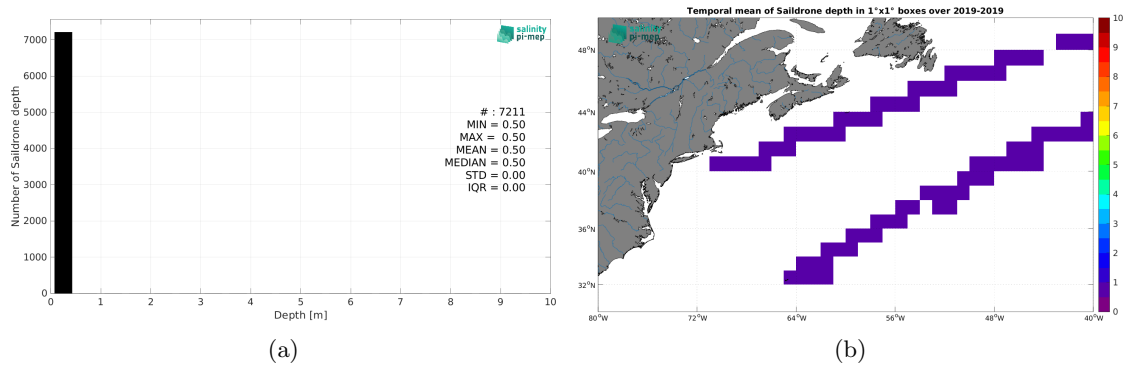 salinity
pi-mep
7000
6000
5000
4000
3000
2000
1000
0
Number of Saildrone depth
# : 7211
MIN = 0.50
MAX = 0.50
MEAN = 0.50
MEDIAN = 0.50
STD = 0.00
IQR = 0.00
0 1 2 3 4 5 6 7 8 9 10
Depth [m]
(a)
Temporal mean of Saildrone depth in 1°x1° boxes over 2019-2019
salinity
pi-mep
48°N
44°N
40°N
36°N
32°N
80°W 72°W 64°W 56°W 48°W 40°W
10
9
8
7
6
5
4
3
2
1
0
(b)